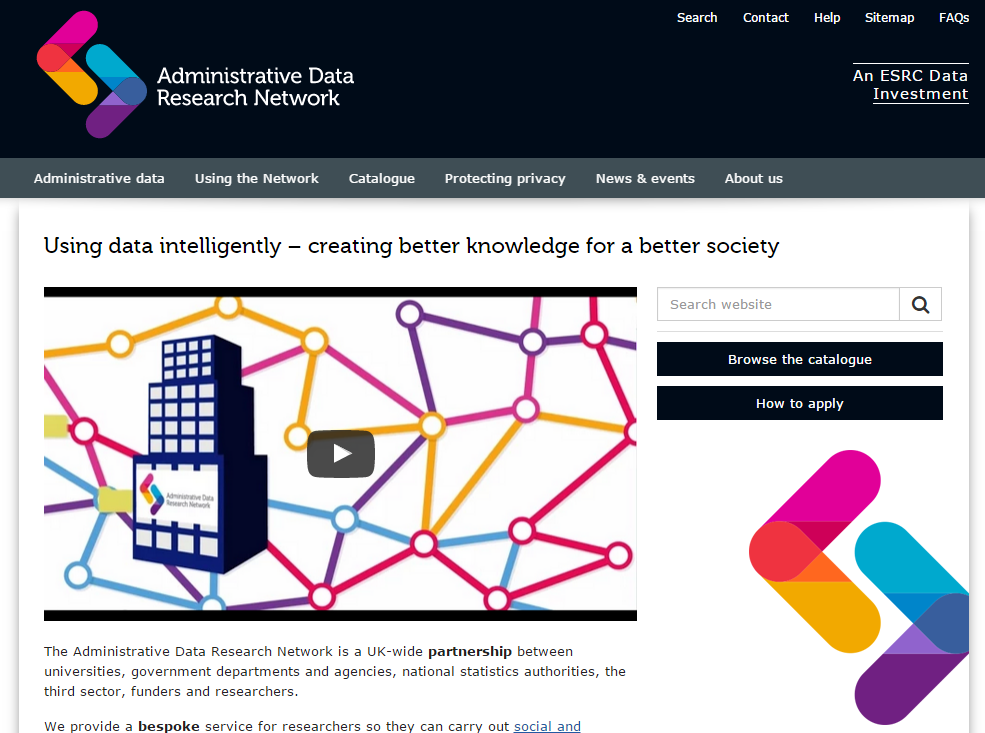 Search Contact Help Sitemap FAQs
Administrative Data
Research Network
An ESRC Data
Investment
Administrative data Using the Network Catalogue Protecting privacy News & events About us
Using data intelligently – creating better knowledge for a better society
Search website
Browse the catalogue
How to apply
Administrative Data
Research Network
The Administrative Data Research Network is a UK-wide partnership between
universities, government departments and agencies, national statistics authorities, the
third sector, funders and researchers.
We provide a bespoke service for researchers so they can carry out social and